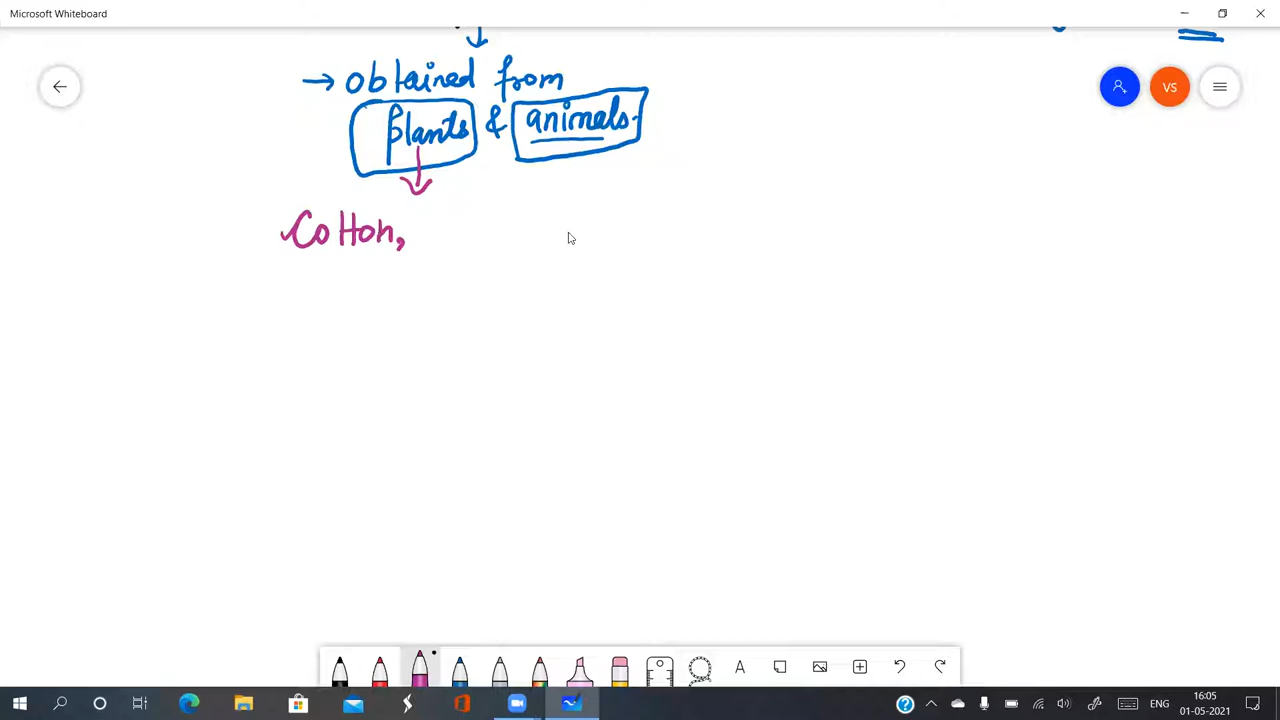 Microsoft Whiteboard
→ obtained from
plants & animals.
Cotton,
VS
A
ENG
16:05
01-05-2021